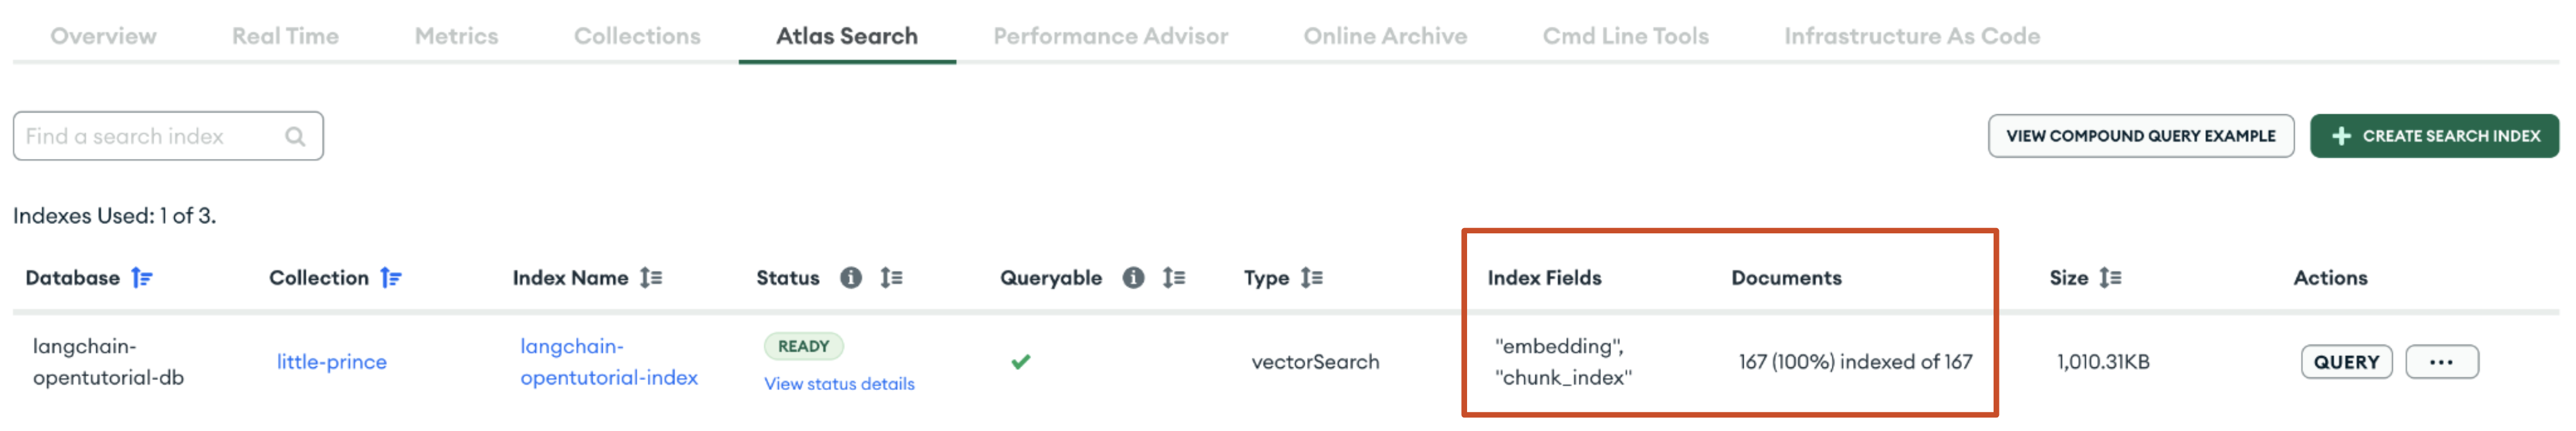 Overview Real Time Metrics Collections Atlas Search Performance Advisor Online Archive Cmd Line Tools Infrastructure As Code
Find a search index VIEW COMPOUND QUERY EXAMPLE CREATE SEARCH INDEX
Indexes Used: 1 of 3.
Database Collection Index Name Status Queryable Type Index Fields Documents Size Actions
langchain- langchain- READY "embedding",
little-prince vectorSearch 167 (100%) indexed of 167 1,010.31KB QUERY ...
opentutorial-db opentutorial-index View status details "chunk_index"